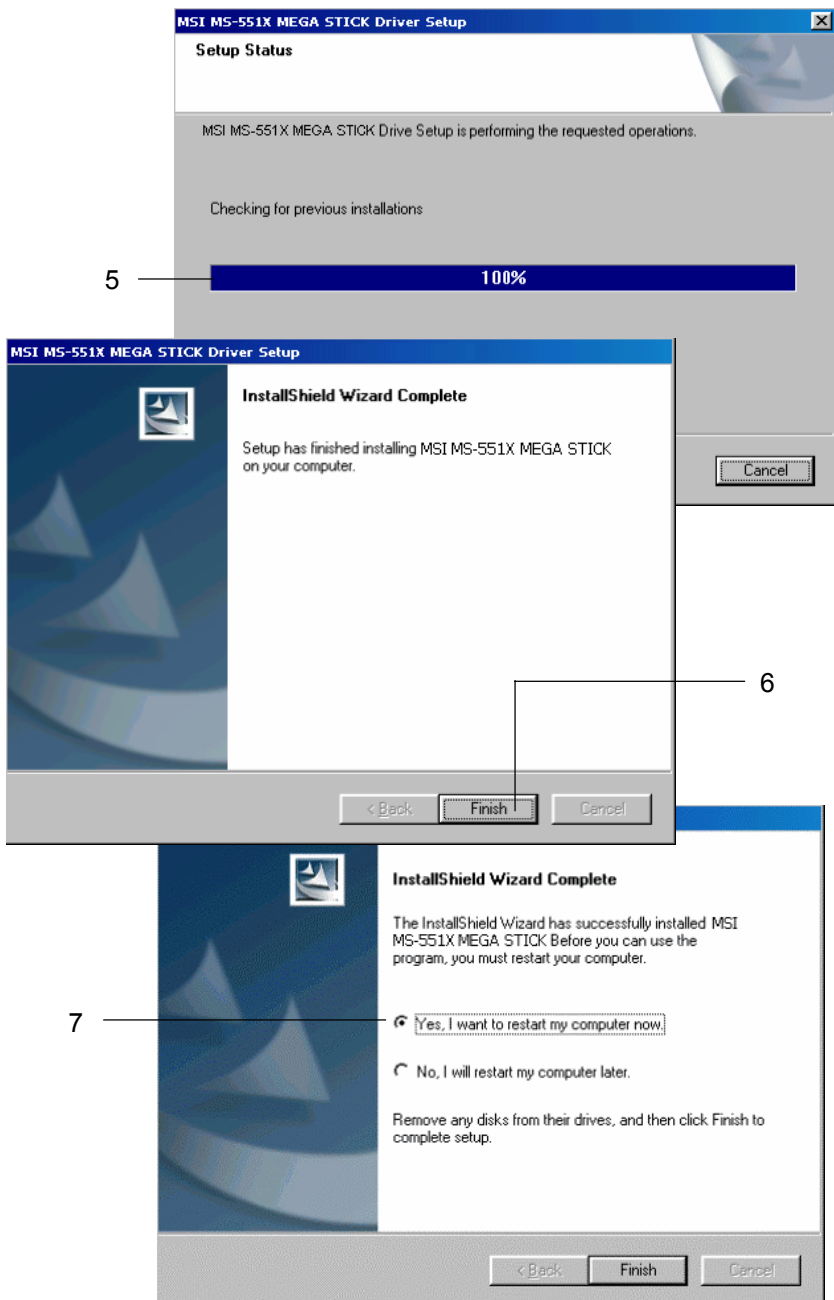 MSI MS-551X MEGA STICK Driver Setup
Setup Status
MSI MS-551X MEGA STICK Drive Setup is performing the requested operations.
Checking for previous installations
5
100%
Cancel
MSI MS-551X MEGA STICK Driver Setup
InstallShield Wizard Complete
Setup has finished installing MSI MS-551X MEGA STICK
on your computer.
6
< Back
Finish
Cancel
InstallShield Wizard Complete
The InstallShield Wizard has successfully installed MSI
MS-551X MEGA STICK Before you can use the
program, you must restart your computer.
7
Yes, I want to restart my computer now.
No, I will restart my computer later.
Remove any disks from their drives, and then click Finish to
complete setup.
< Back
Finish
Cancel